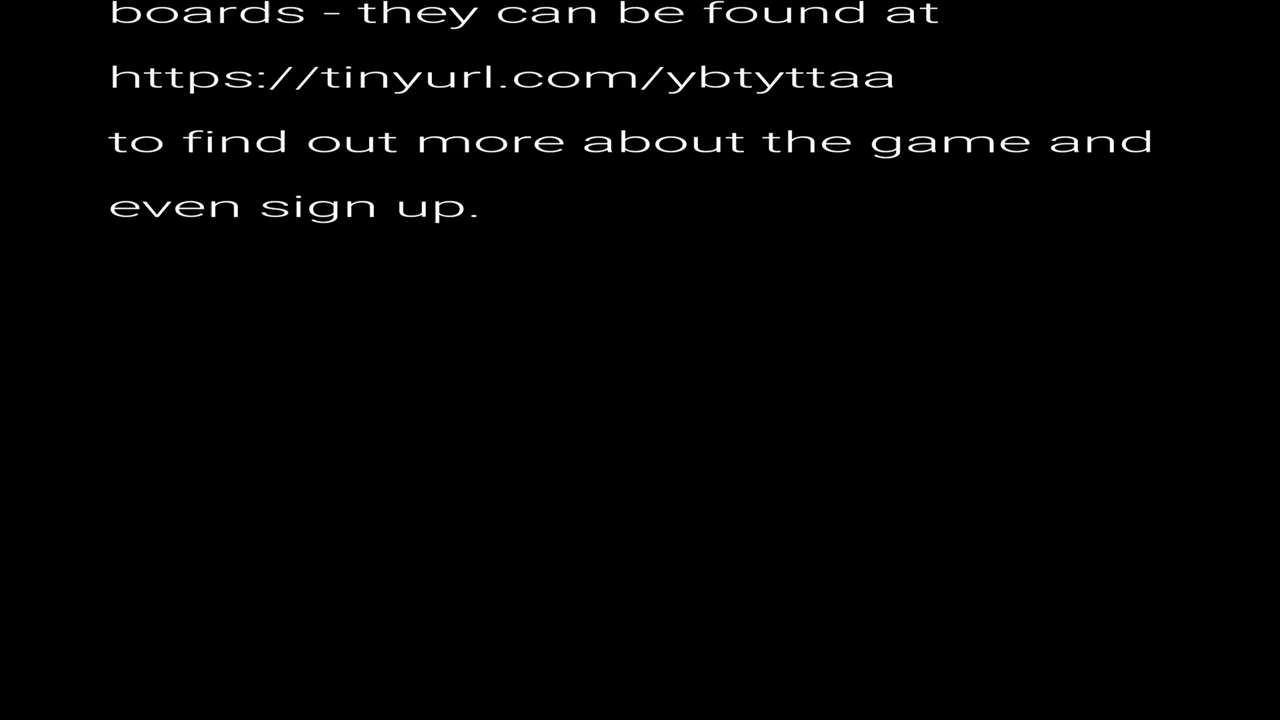 boards - they can be found at
https://tinyurl.com/ybtyttaa
to find out more about the game and
even sign up.